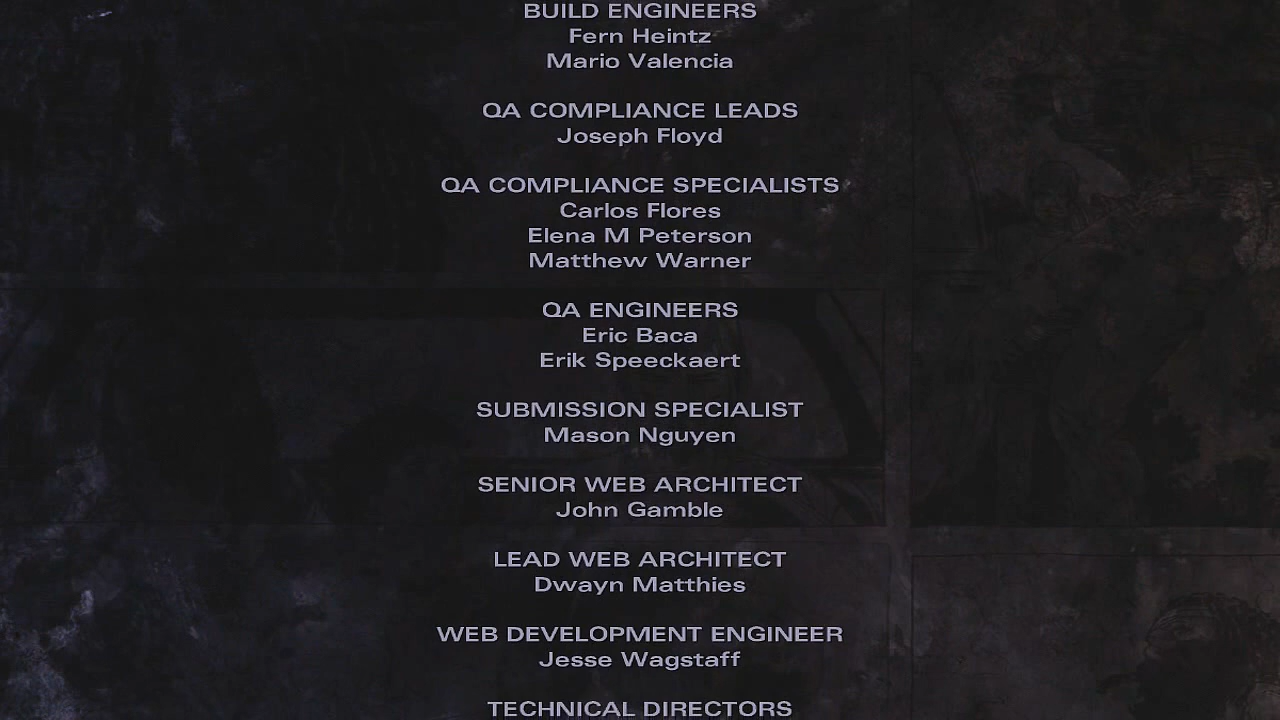 BUILD ENGINEERS
Fern Heintz
Mario Valencia
QA COMPLIANCE LEADS
Joseph Floyd
QA COMPLIANCE SPECIALISTS
Carlos Flores
Elena M Peterson
Matthew Warner
QA ENGINEERS
Eric Baca
Erik Speeckaert
SUBMISSION SPECIALIST
Mason Nguyen
SENIOR WEB ARCHITECT
John Gamble
LEAD WEB ARCHITECT
Dwayn Matthies
WEB DEVELOPMENT ENGINEER
Jesse Wagstaff
TECHNICAL DIRECTORS